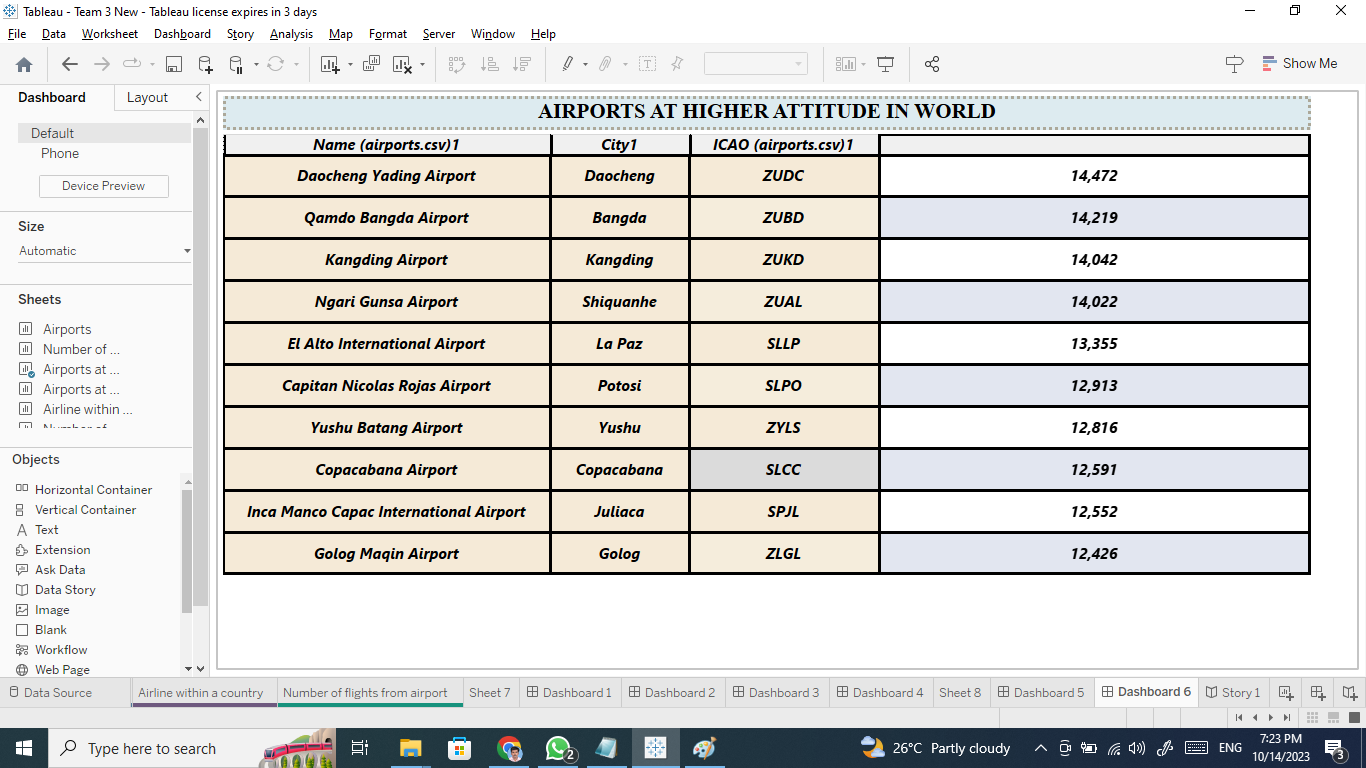 Tableau - Team 3 New - Tableau license expires in 3 days
File Data Worksheet Dashboard Story Analysis Map Format Server Window Help
Show Me
Dashboard Layout
Default
Phone
Device Preview
Size
Automatic
Sheets
Airports
Number of ...
Airports at ...
Airports at ...
Airline within ...
Number of
Objects
Horizontal Container
Vertical Container
Text
Extension
Ask Data
Data Story
Image
Blank
Workflow
Web Page
AIRPORTS AT HIGHER ATTITUDE IN WORLD
Name (airports.csv)1 City1 ICAO (airports.csv)1
Daocheng Yading Airport Daocheng ZUDC 14,472
Qamdo Bangda Airport Bangda ZUBD 14,219
Kangding Airport Kangding ZUKD 14,042
Ngari Gunsa Airport Shiquanhe ZUAL 14,022
El Alto International Airport La Paz SLLP 13,355
Capitan Nicolas Rojas Airport Potosi SLPO 12,913
Yushu Batang Airport Yushu ZYLS 12,816
Copacabana Airport Copacabana SLCC 12,591
Inca Manco Capac International Airport Juliaca SPJL 12,552
Golog Maqin Airport Golog ZLGL 12,426
Data Source Airline within a country Number of flights from airport Sheet 7 Dashboard 1 Dashboard 2 Dashboard 3 Dashboard 4 Sheet 8 Dashboard 5 Dashboard 6 Story 1
Type here to search 2 26°C Partly cloudy ENG 7:23 PM 3
10/14/2023